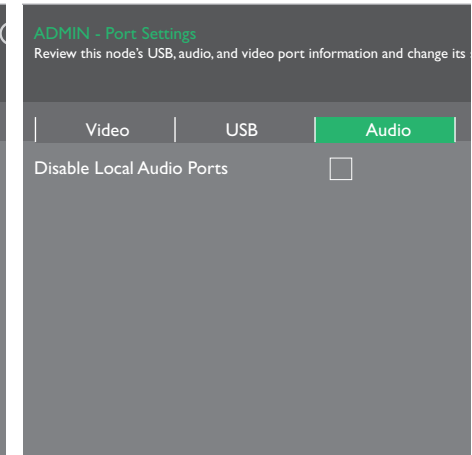 ADMIN - Port Settings
Review this node's USB, audio, and video port information and change its
Video USB Audio
Disable Local Audio Ports